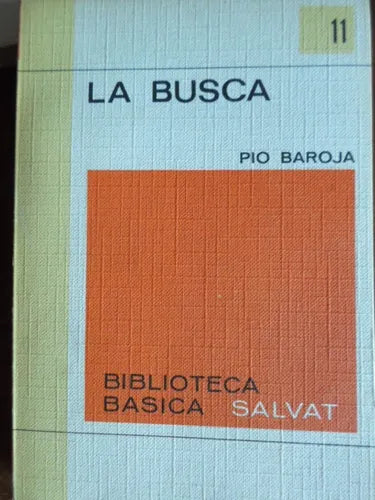 11
LA BUSCA
PIO BAROJA
BIBLIOTECA
BASICA SALVAT